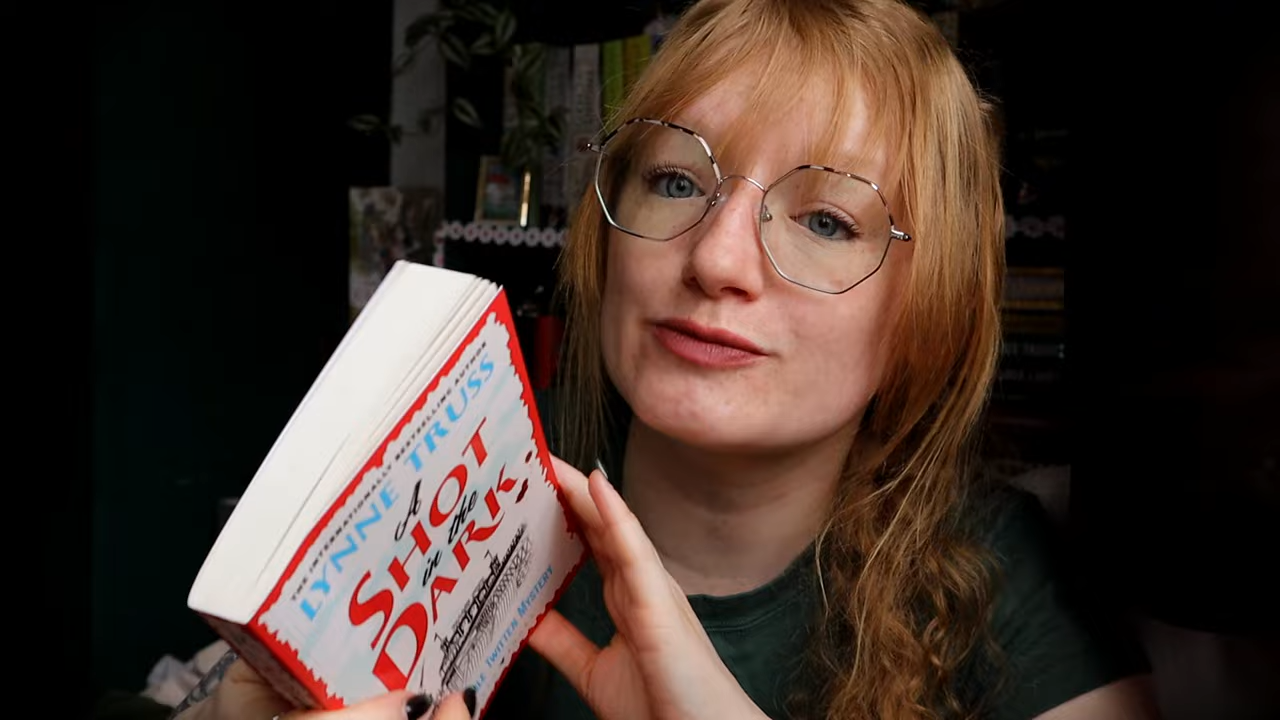 THE INTERNATIONALLY BESTSELLING AUTHOR
LYNNE TRUSS
A
SHOT
in the
DARK
TWITTEN MYSTERY